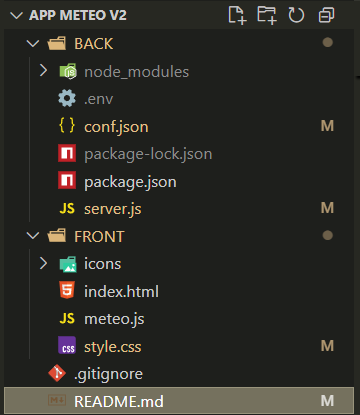 APP METEO V2
BACK
node_modules
.env
{} conf.json M
package-lock.json
package.json
JS server.js M
FRONT
icons
index.html
JS meteo.js
CSS style.css M
.gitignore
README.md M